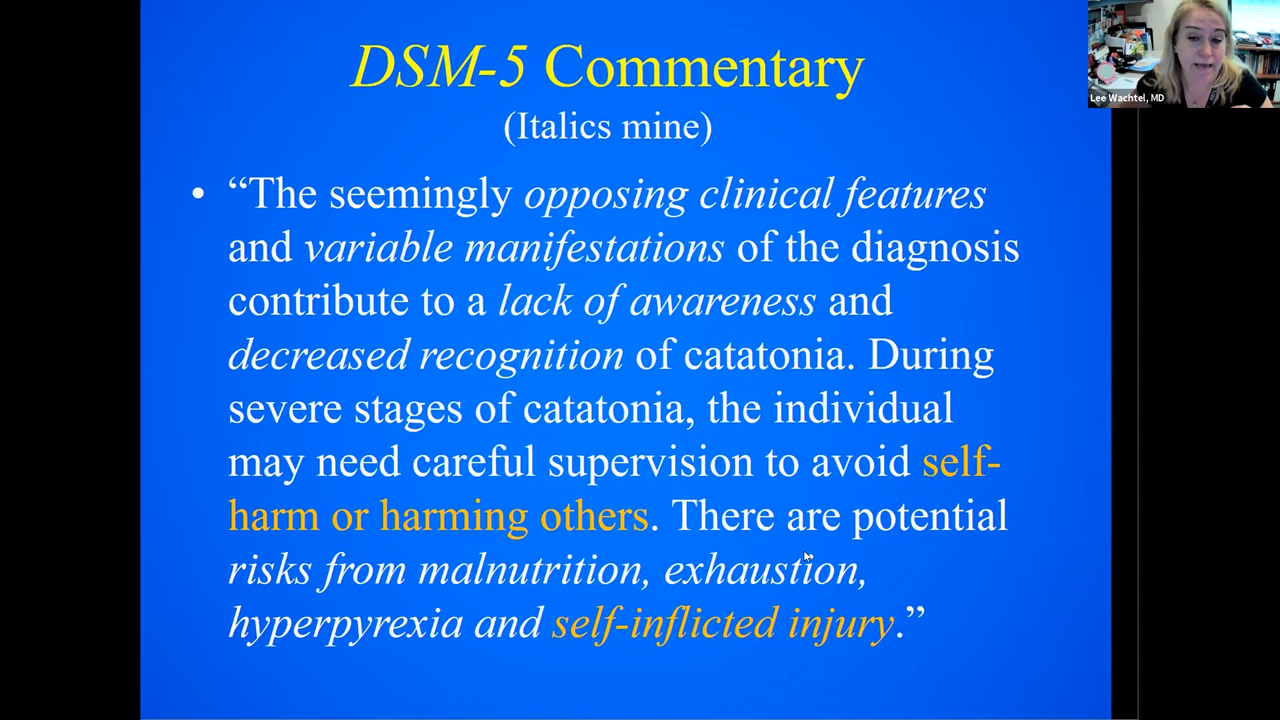 DSM-5 Commentary
(Italics mine)
• “The seemingly opposing clinical features
and variable manifestations of the diagnosis
contribute to a lack of awareness and
decreased recognition of catatonia. During
severe stages of catatonia, the individual
may need careful supervision to avoid self-
harm or harming others. There are potential
risks from malnutrition, exhaustion,
hyperpyrexia and self-inflicted injury.”
Lee Wachtel, MD